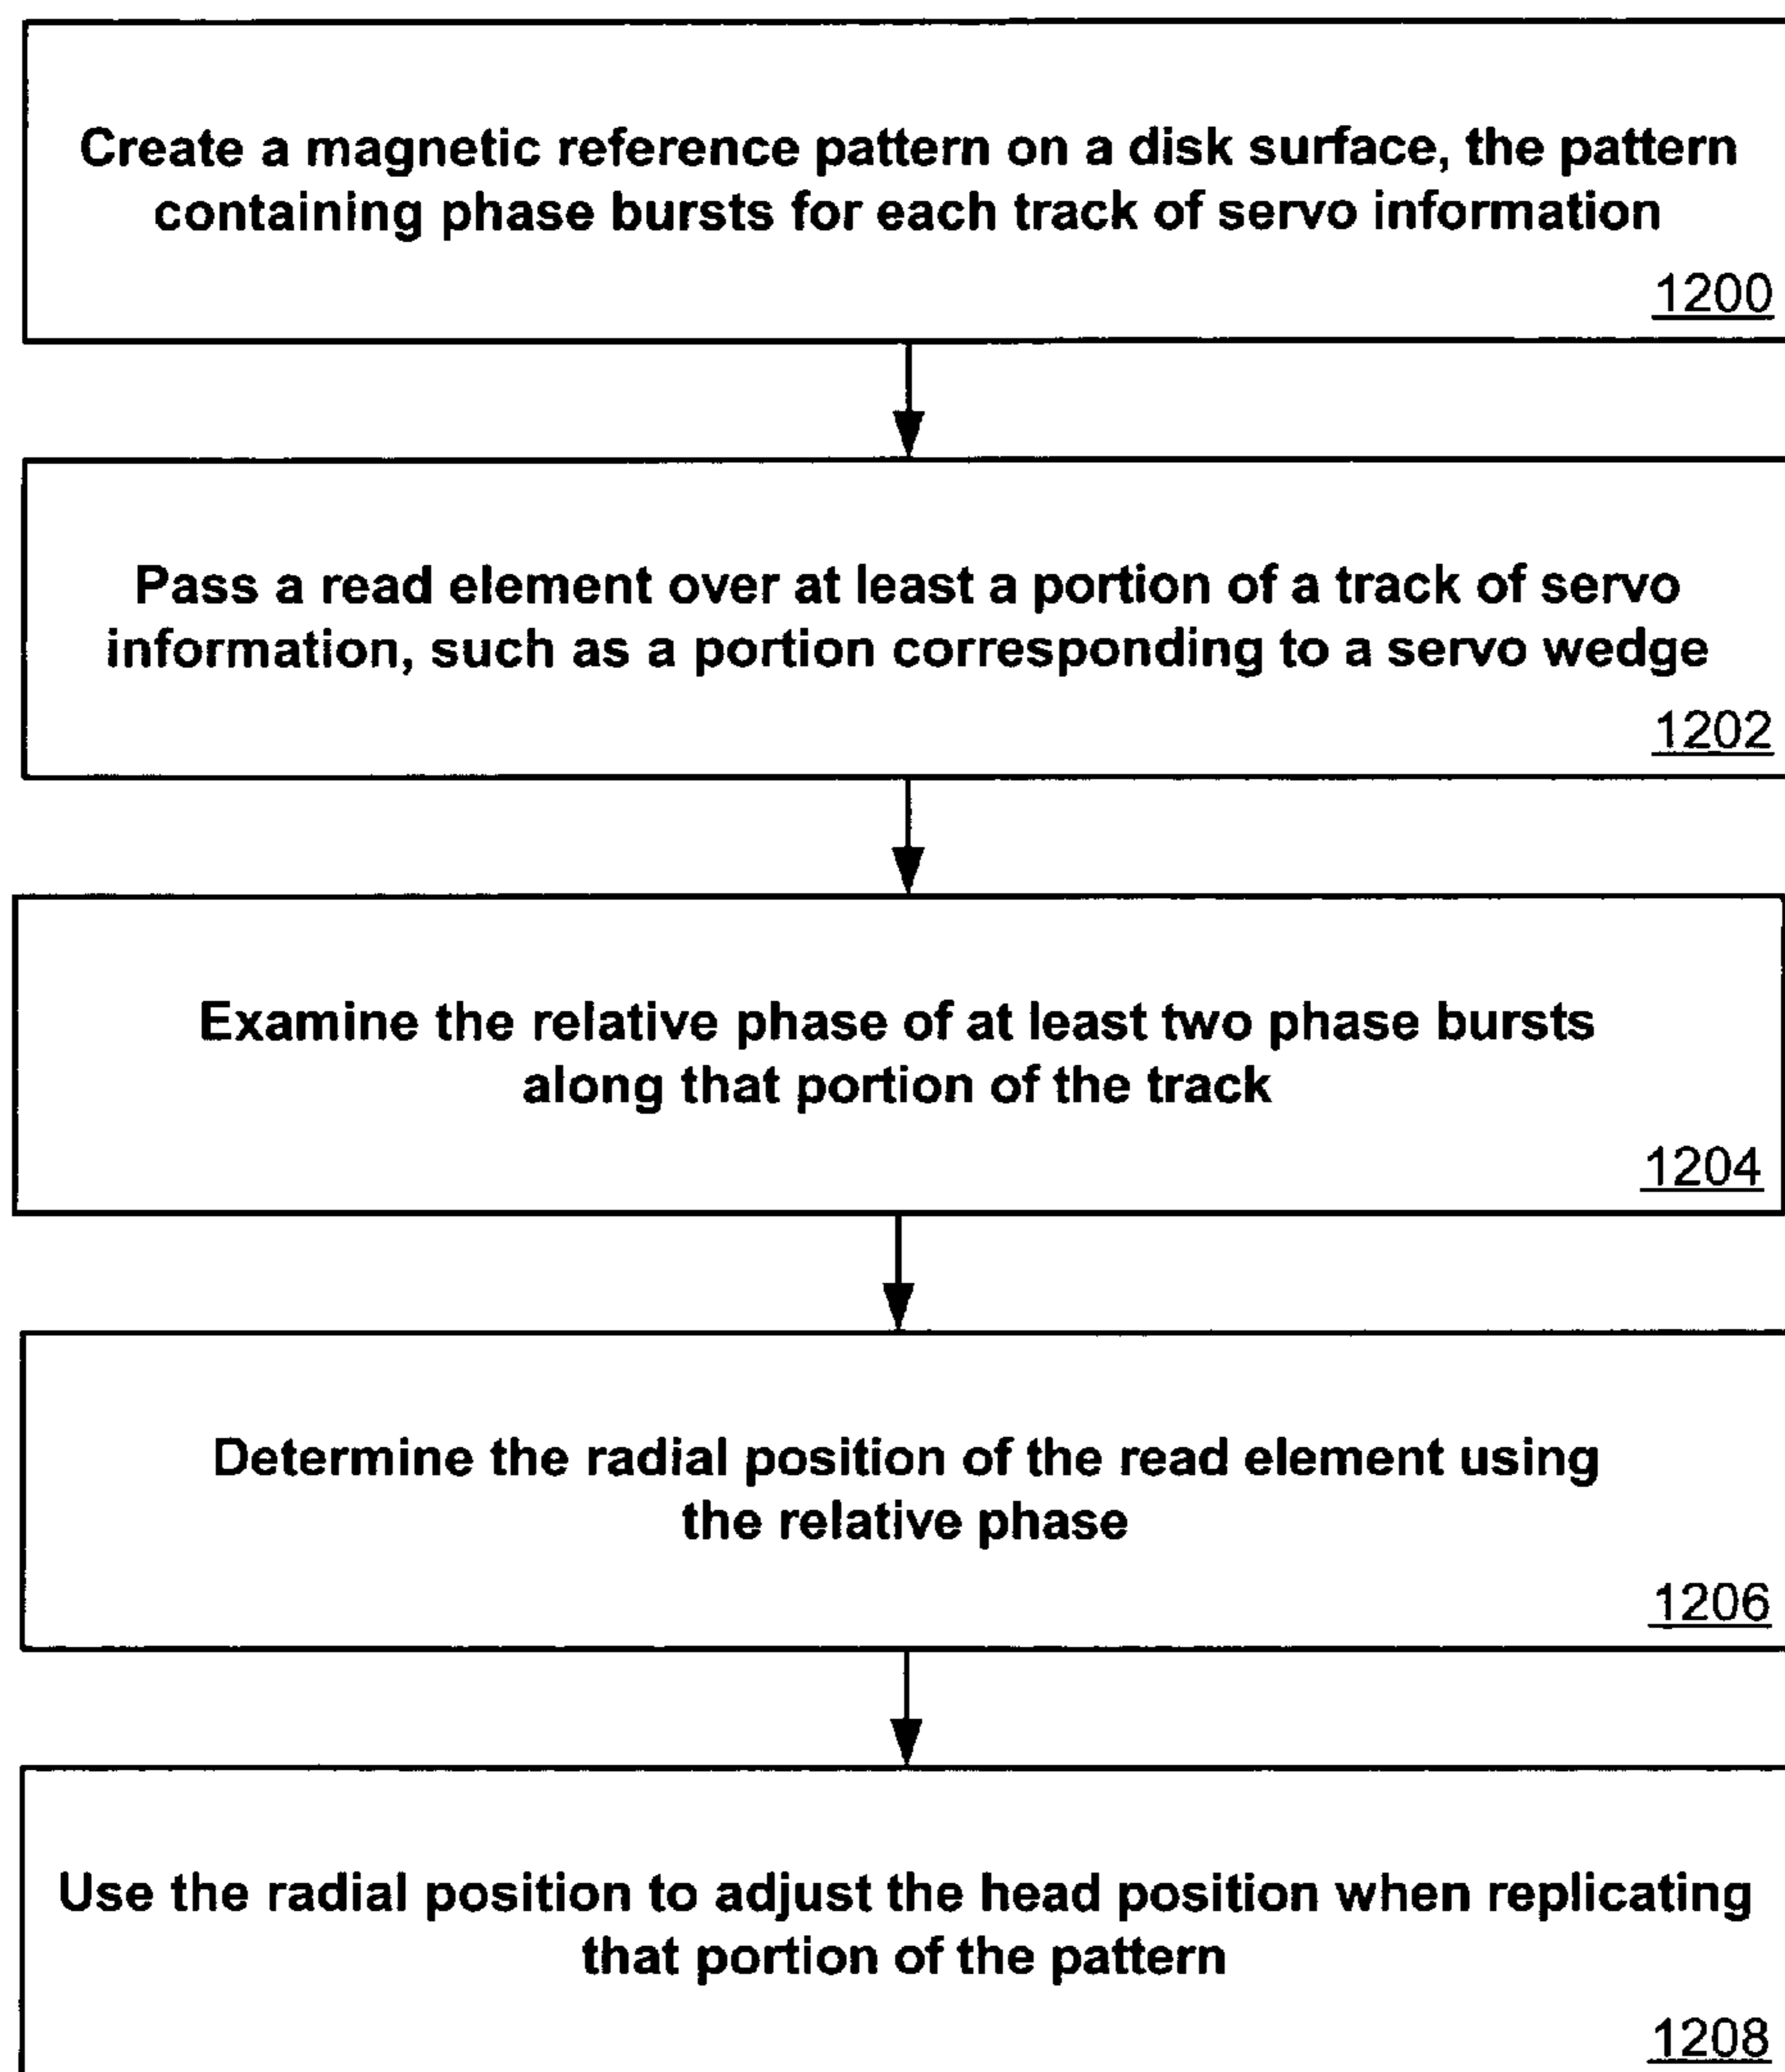 Create a magnetic reference pattern on a disk surface, the pattern
containing phase bursts for each track of servo information
1200
Pass a read element over at least a portion of a track of servo
information, such as a portion corresponding to a servo wedge
1202
Examine the relative phase of at least two phase bursts
along that portion of the track
1204
Determine the radial position of the read element using
the relative phase
1206
Use the radial position to adjust the head position when replicating
that portion of the pattern
1208